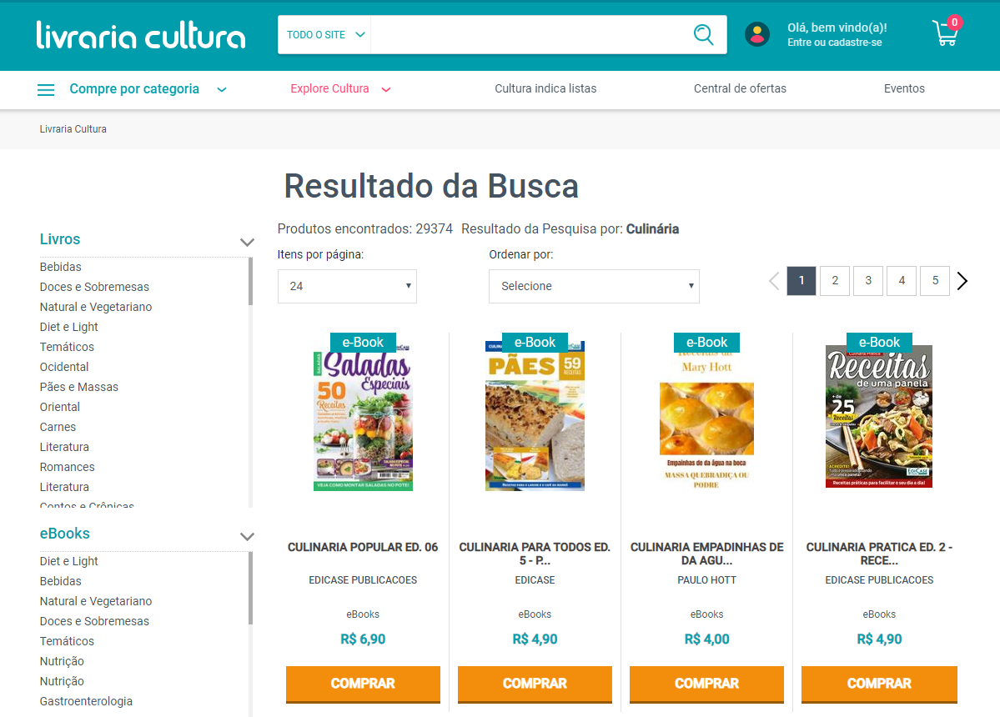 livraria cultura
TODO O SITE
Olá, bem vindo(a)!
Entre ou cadastre-se
0
Compre por categoria
Explore Cultura
Cultura indica listas
Central de ofertas
Eventos
Livraria Cultura
Resultado da Busca
Produtos encontrados: 29374 Resultado da Pesquisa por: Culinária
Itens por página:
24
Ordenar por:
Selecione
1 2 3 4 5
Livros
Bebidas
Doces e Sobremesas
Natural e Vegetariano
Diet e Light
Temáticos
Ocidental
Pães e Massas
Oriental
Carnes
Literatura
Romances
Literatura
Contos e Crônicas
eBooks
Diet e Light
Bebidas
Natural e Vegetariano
Doces e Sobremesas
Temáticos
Nutrição
Nutrição
Gastroenterologia
e-Book
SALADAS
Saladas
Especiais
50
Receitas
VEJA COMO MONTAR SALADAS NO POTE!
CULINARIA POPULAR ED. 06
EDICASE PUBLICACOES
eBooks
R$ 6,90
COMPRAR
e-Book
PÃES
59
RECEITAS
CULINARIA PARA TODOS ED.
5 - P...
EDICASE
eBooks
R$ 4,90
COMPRAR
e-Book
Receitas da
Mary Hott
Empainhas de da água na boca
MASSA QUEBRADIÇA OU
PODRE
CULINARIA EMPADINHAS DE
DA AGU...
PAULO HOTT
eBooks
R$ 4,00
COMPRAR
e-Book
Receitas
de uma panela
+ de
25
Receitas
ACREDITE!
EDICASE
Receitas práticas para facilitar o seu dia a dia!
CULINARIA PRATICA ED. 2 -
RECE...
EDICASE PUBLICACOES
eBooks
R$ 4,90
COMPRAR